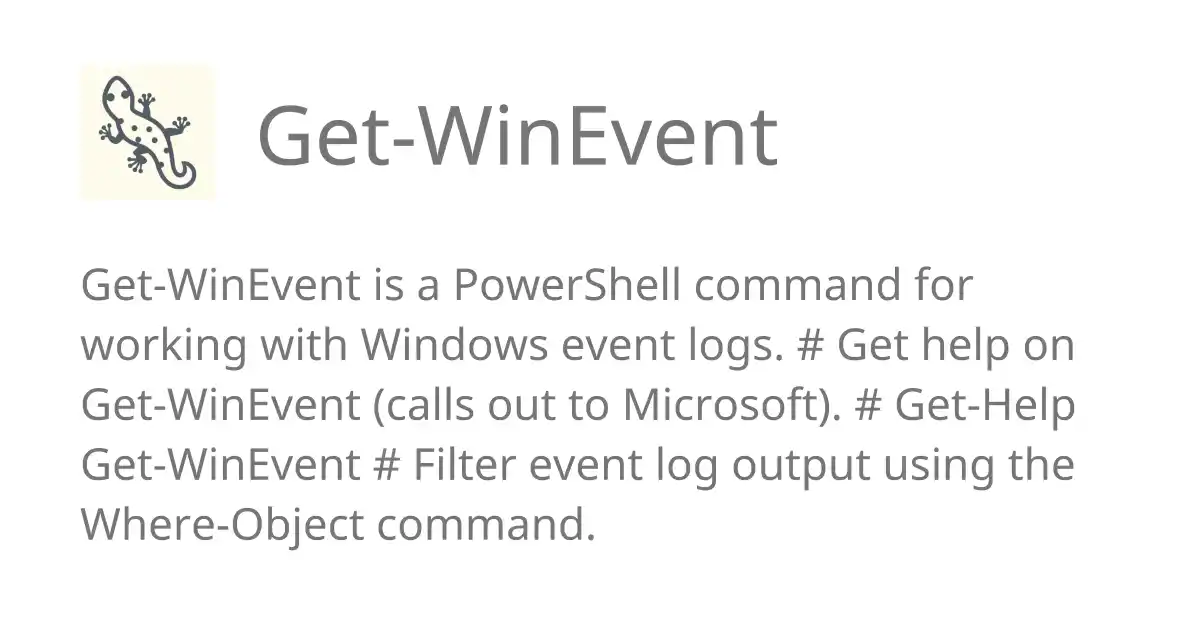 Get-WinEvent
Get-WinEvent is a PowerShell command for
working with Windows event logs. # Get help on
Get-WinEvent (calls out to Microsoft). # Get-Help
Get-WinEvent # Filter event log output using the
Where-Object command.